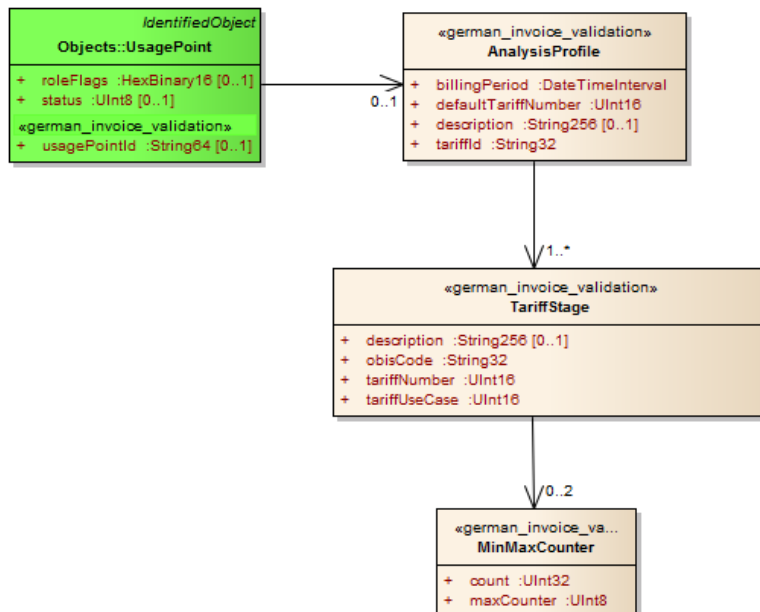 IdentifiedObject
Objects::UsagePoint
+ roleFlags :HexBinary16 [0..1]
+ status :UInt8 [0..1]
«german_invoice_validation»
+ usagePointId :String64 [0..1]
0..1
«german_invoice_validation»
AnalysisProfile
+ billingPeriod :DateTimeInterval
+ defaultTariffNumber :UInt16
+ description :String256 [0..1]
+ tariffId :String32
1..*
«german_invoice_validation»
TariffStage
+ description :String256 [0..1]
+ obisCode :String32
+ tariffNumber :UInt16
+ tariffUseCase :UInt16
0..2
«german_invoice_va...
MinMaxCounter
+ count :UInt32
+ maxCounter :UInt8